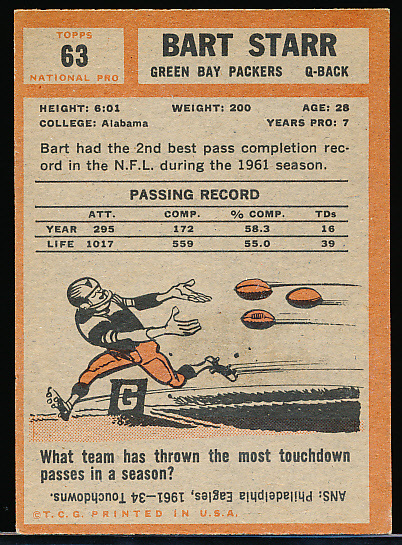 TOPPS
63
NATIONAL PRO
BART STARR
GREEN BAY PACKERS Q-BACK
HEIGHT: 6:01 WEIGHT: 200 AGE: 28
COLLEGE: Alabama YEARS PRO: 7
Bart had the 2nd best pass completion rec-
ord in the N.F.L. during the 1961 season.
PASSING RECORD
ATT. COMP. % COMP. TDs
YEAR 295 172 58.3 16
LIFE 1017 559 55.0 39
G
What team has thrown the most touchdown
passes in a season?
ANS: Philadelphia Eagles, 1961—34 Touchdowns.
© T.C.G. PRINTED IN U.S.A.